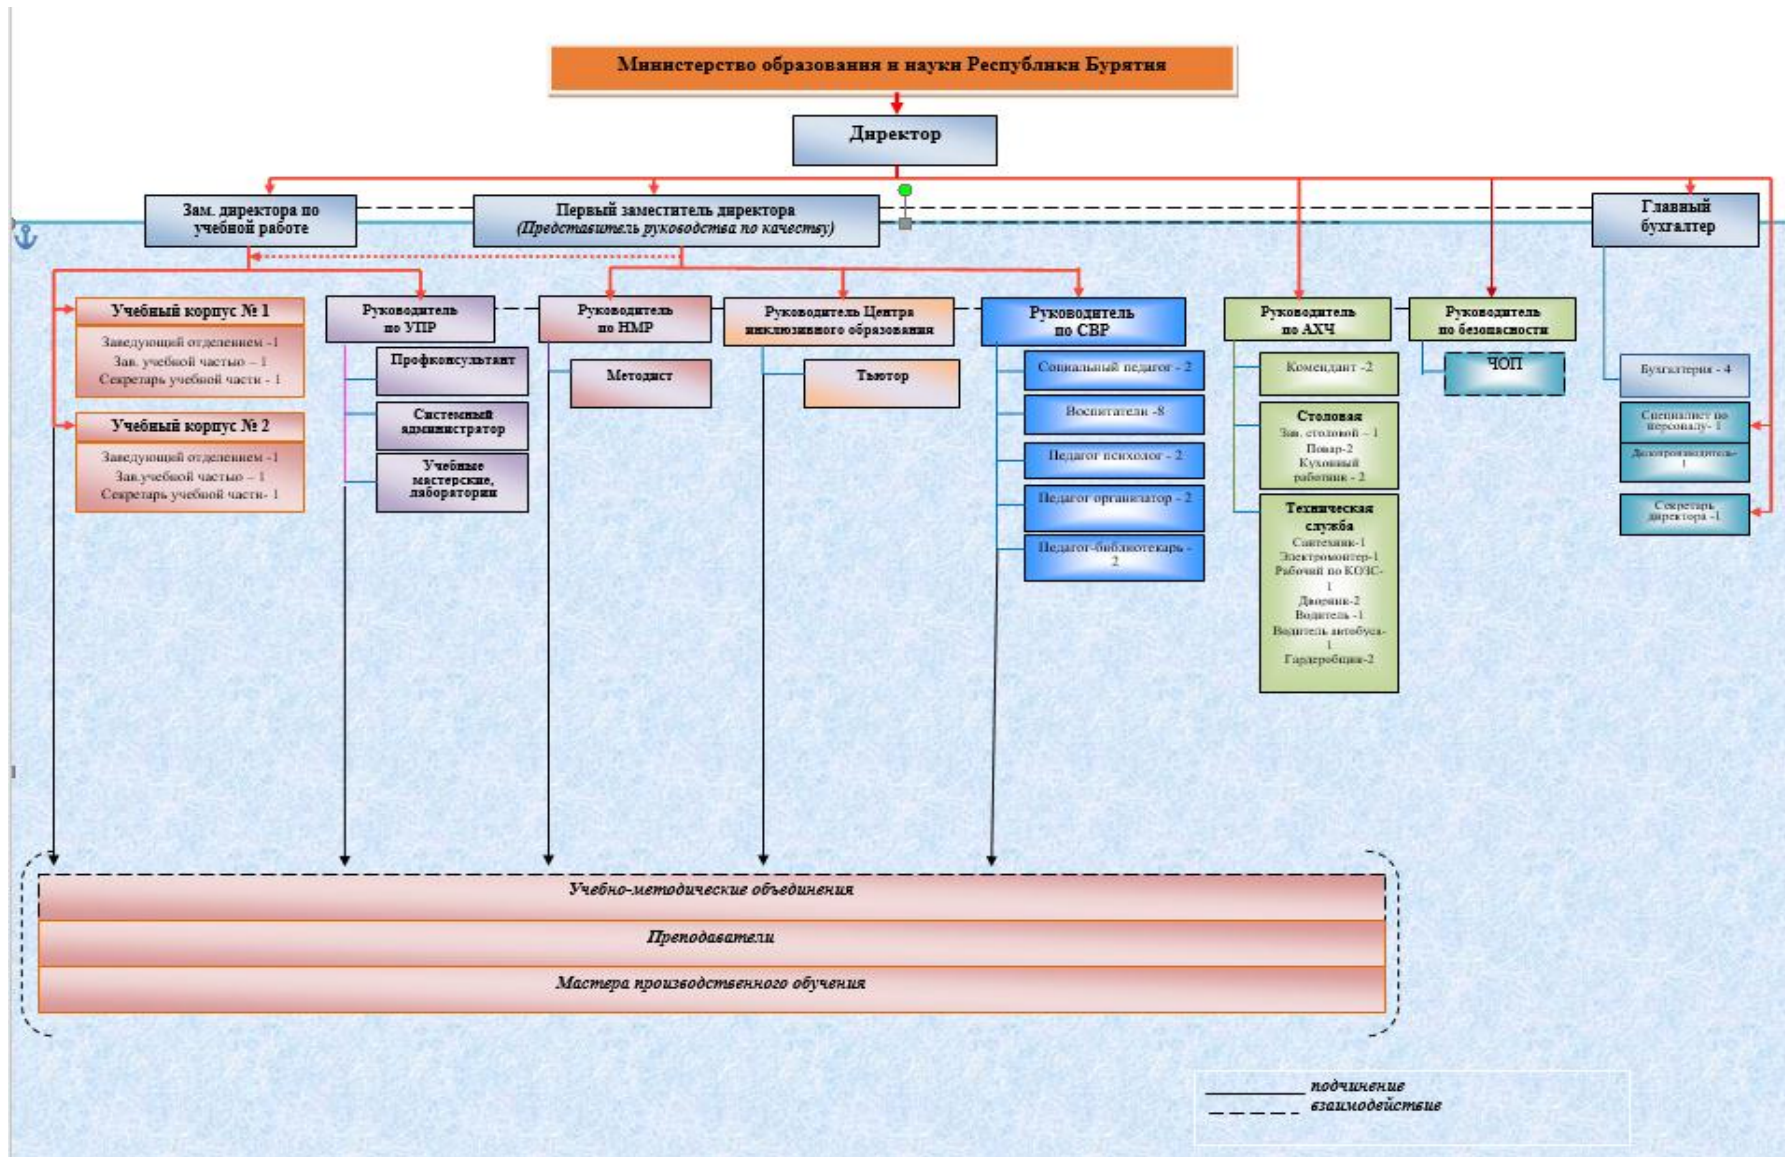 Министерство образования и науки Республики Бурятия
Директор
Зам. директора по
учебной работе
Первый заместитель директора
(Представитель руководства по качеству)
Главный
бухгалтер
Учебный корпус № 1
Заведующий отделением -1
Зав. учебной частью – 1
Секретарь учебной части - 1
Учебный корпус № 2
Заведующий отделением -1
Зав.учебной частью – 1
Секретарь учебной части- 1
Руководитель
по УПР
Профконсультант
Системный
администратор
Учебные
мастерские,
лаборатории
Руководитель
по НМР
Методист
Руководитель Центра
инклюзивного образования
Тьютор
Руководитель
по СВР
Социальный педагог - 2
Воспитатели -8
Педагог психолог - 2
Педагог организатор - 2
Педагог-библиотекарь -
2
Руководитель
по АХЧ
Комендант -2
Столовая
Зав. столовой – 1
Повар-2
Кухонный
работник - 2
Техническая
служба
Сантехник-1
Электромонтер-1
Рабочий по КОЗС-
1
Дворник-2
Водитель -1
Водитель автобуса-
1
Гардеробщик-2
Руководитель
по безопасности
ЧОП
Бухгалтерия - 4
Специалист по
персоналу- 1
Делопроизводитель-
1
Секретарь
директора -1
Учебно-методические объединения
Преподаватели
Мастера производственного обучения
подчинение
взаимодействие